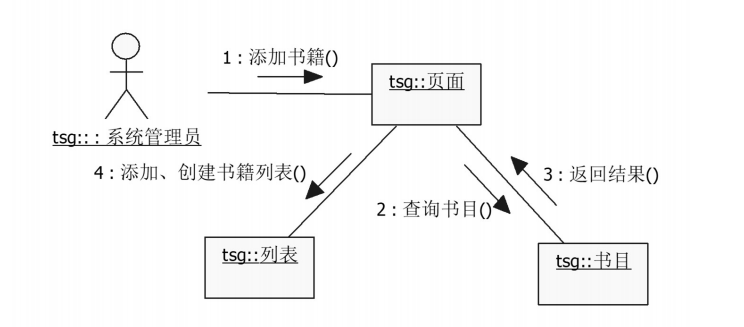 1 : 添加书籍()
tsg::页面
tsg:: : 系统管理员
4 : 添加、创建书籍列表()
3 : 返回结果()
2 : 查询书目()
tsg::列表
tsg::书目